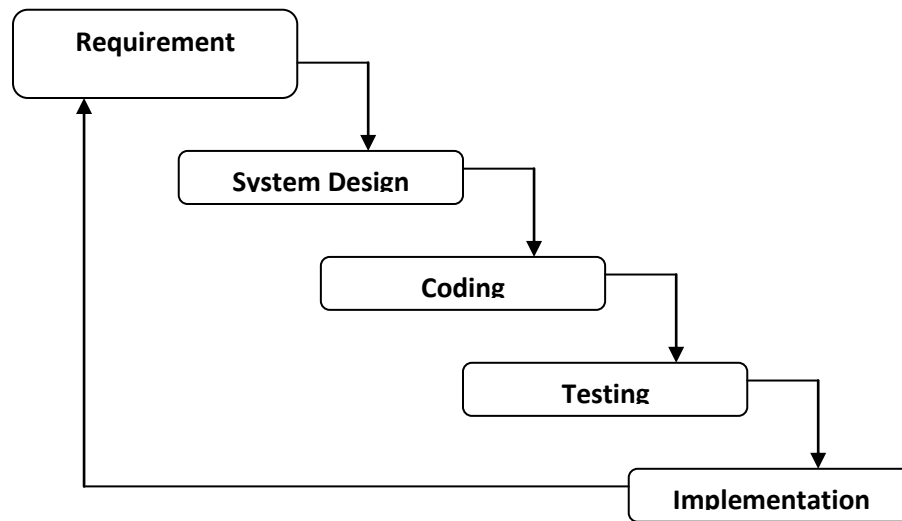 Requirement
System Design
Coding
Testing
Implementation